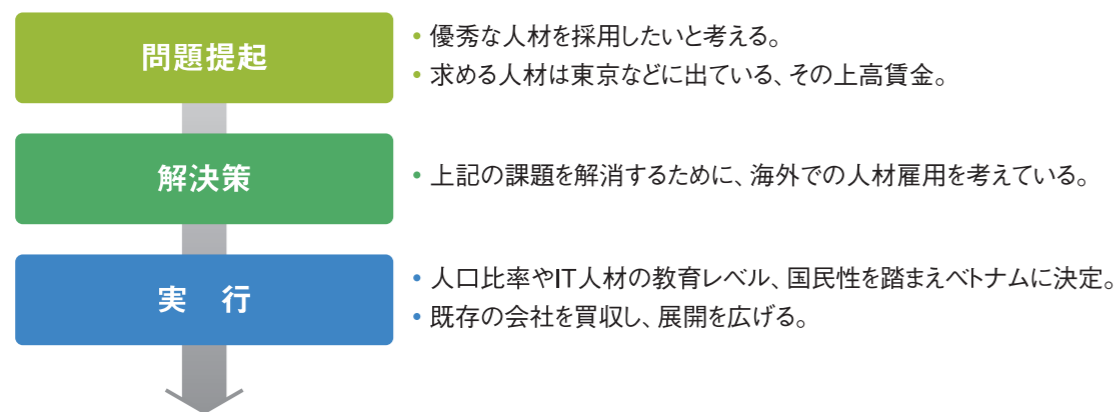 問題提起
• 優秀な人材を採用したいと考える。
• 求める人材は東京などに出ている、その上高賃金。
解決策
• 上記の課題を解消するために、海外での人材雇用を考えている。
実　行
• 人口比率やIT人材の教育レベル、国民性を踏まえベトナムに決定。
• 既存の会社を買収し、展開を広げる。